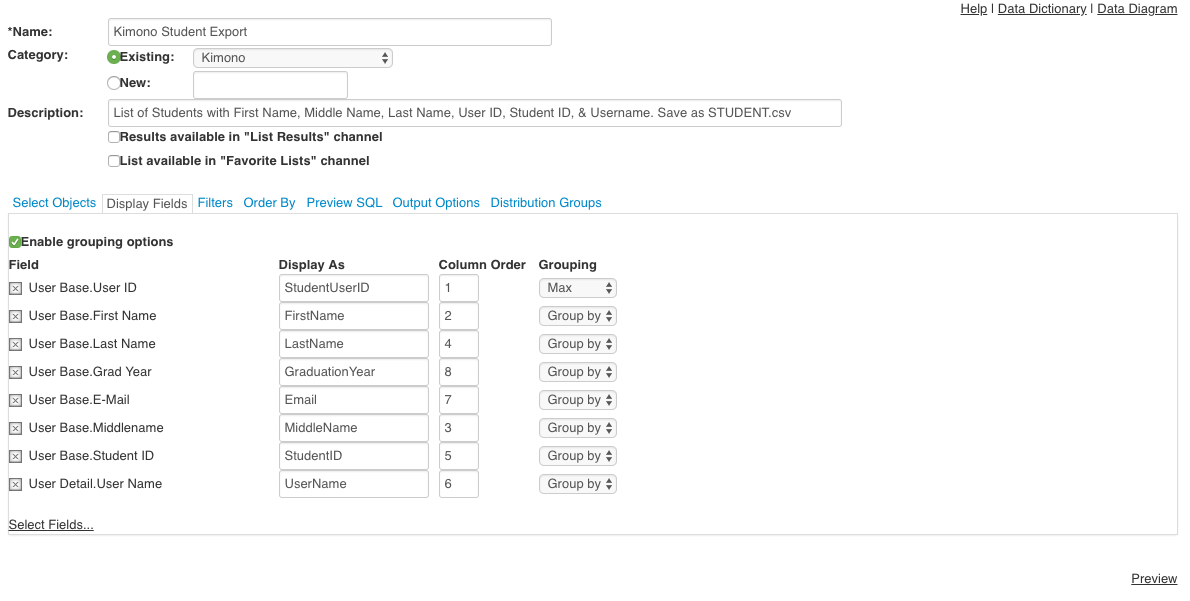 Help | Data Dictionary | Data Diagram
*Name: Kimono Student Export
Category: Existing: Kimono
New:
Description: List of Students with First Name, Middle Name, Last Name, User ID, Student ID, & Username. Save as STUDENT.csv
Results available in "List Results" channel
List available in "Favorite Lists" channel
Select Objects Display Fields Filters Order By Preview SQL Output Options Distribution Groups
Enable grouping options
Field Display As Column Order Grouping
User Base.User ID StudentUserID 1 Max
User Base.First Name FirstName 2 Group by
User Base.Last Name LastName 4 Group by
User Base.Grad Year GraduationYear 8 Group by
User Base.E-Mail Email 7 Group by
User Base.Middlename MiddleName 3 Group by
User Base.Student ID StudentID 5 Group by
User Detail.User Name UserName 6 Group by
Select Fields...
Preview